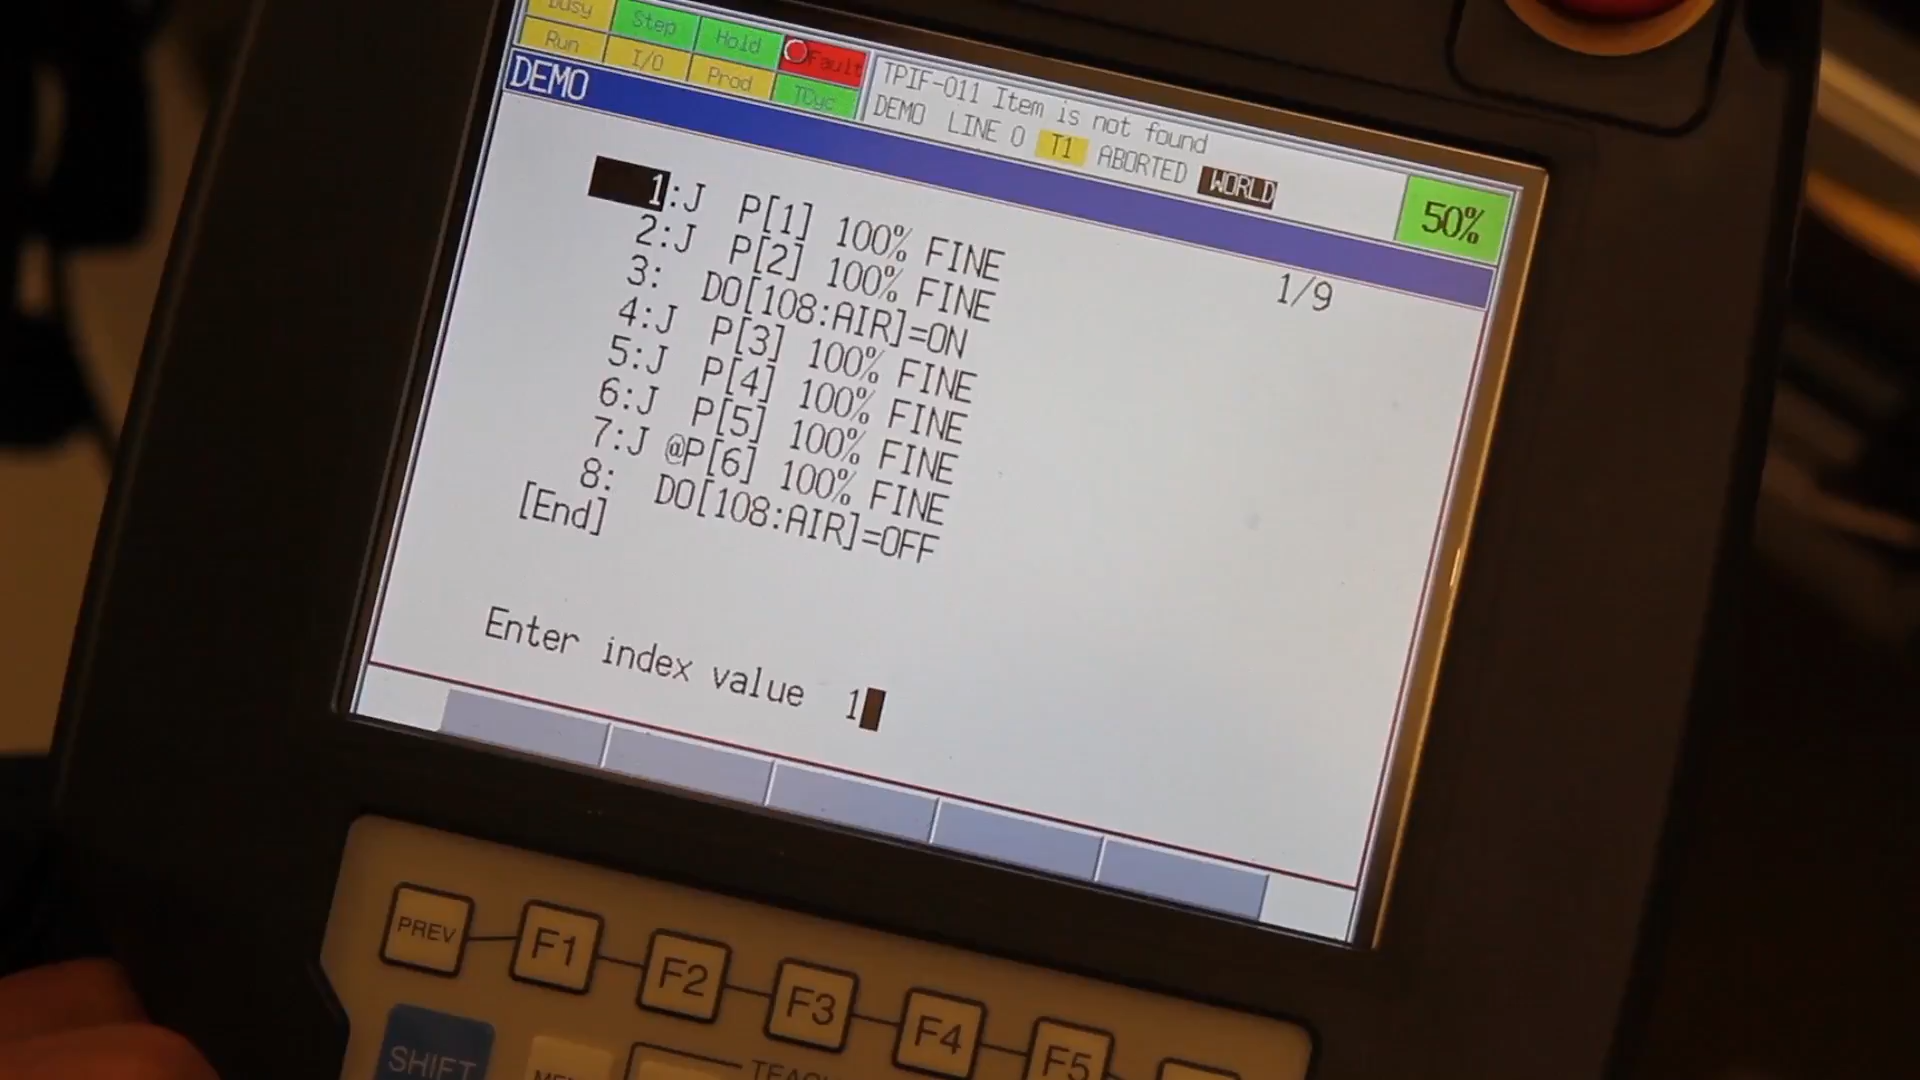 Busy Step Hold Fault
Run I/O Prod TCyc
TPIF-011 Item is not found
DEMO LINE 0 T1 ABORTED WORLD
50%
DEMO
1/9
1:J P[1] 100% FINE
2:J P[2] 100% FINE
3: DO[108:AIR]=ON
4:J P[3] 100% FINE
5:J P[4] 100% FINE
6:J P[5] 100% FINE
7:J @P[6] 100% FINE
8: DO[108:AIR]=OFF
[End]
Enter index value 1
PREV F1 F2 F3 F4 F5
SHIFT